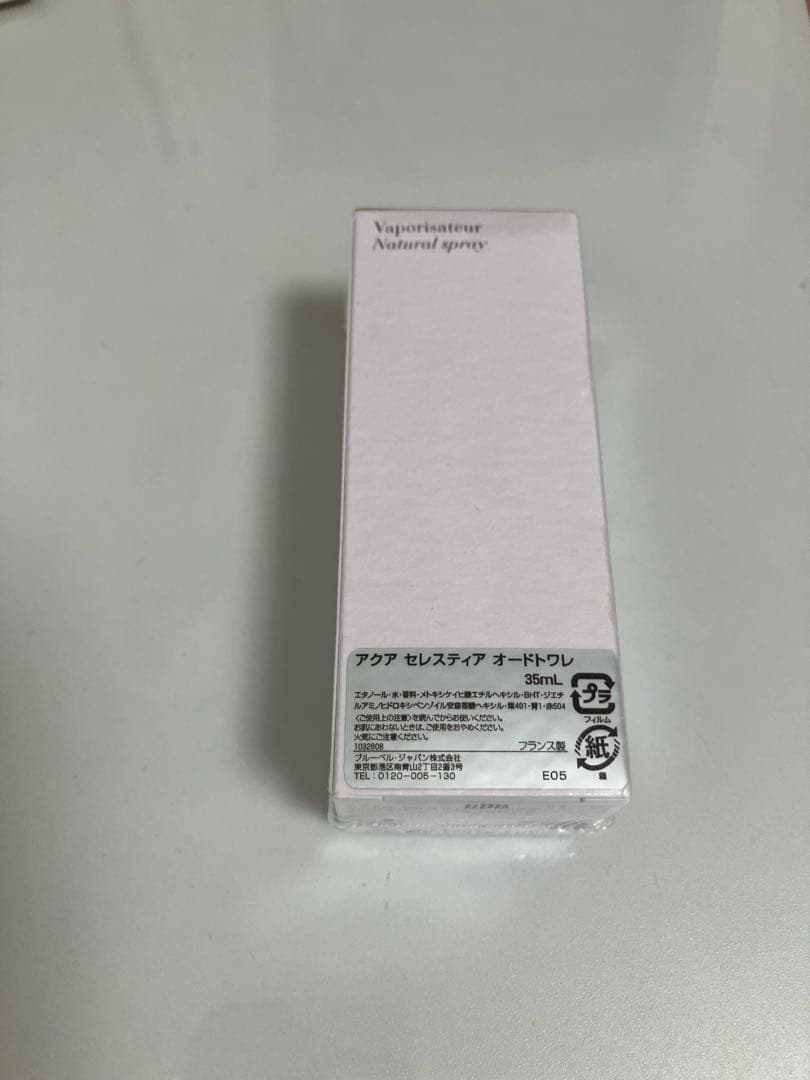 Vaporisateur
Natural spray
アクア セレスティア オードトワレ
35mL
エタノール・水・香料・メトキシケイヒ酸エチルヘキシル・BHT・ジエチ
ルアミノヒドロキシベンゾイル安息香酸ヘキシル・紫401・青1・赤504
〈ご使用上の注意〉を読んでからお使いください。
お肌にあわないときは、ご使用をおやめください。
火気にご注意ください。
1032608 フランス製
ブルーベル・ジャパン株式会社
東京都港区南青山2丁目2番3号
TEL：0120-005-130 E05
プラ
フィルム
紙
箱